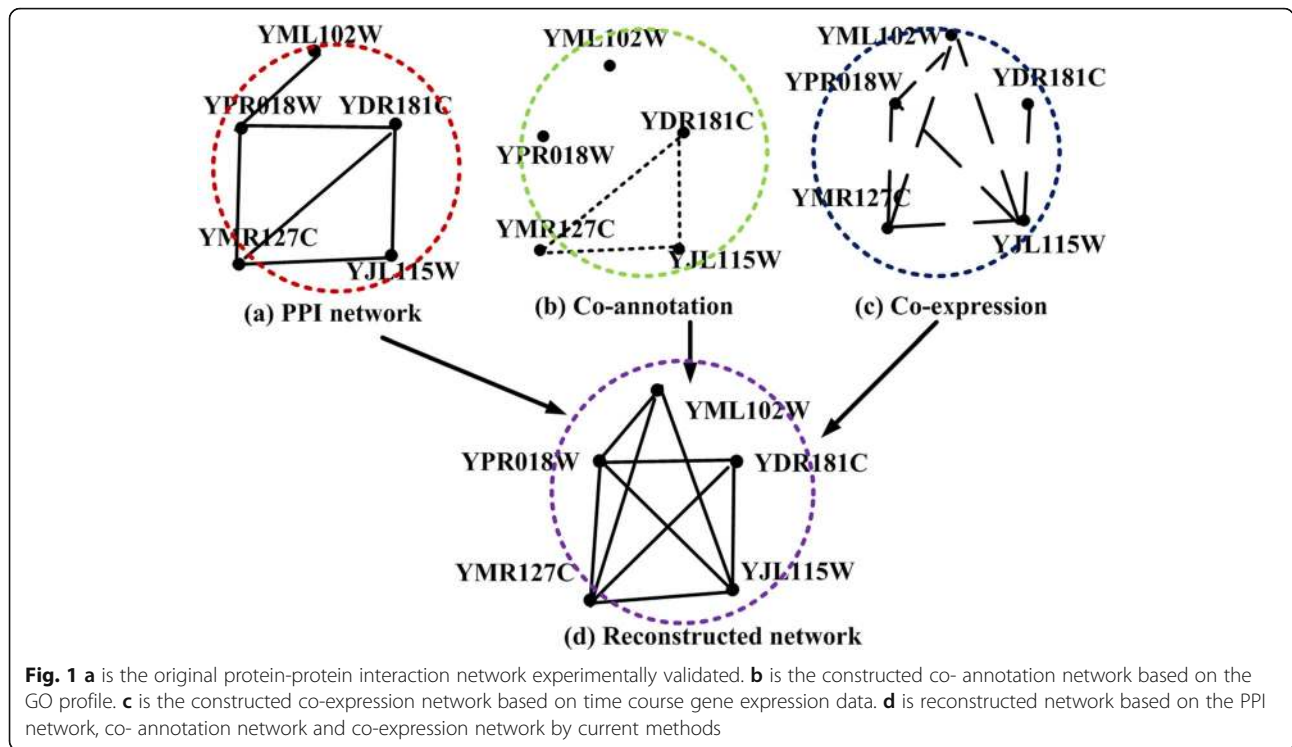 YML102W
YPR018W YDR181C
YMR127C
YJL115W
(a) PPI network
YML102W
YDR181C
YPR018W
YMR127C
YJL115W
(b) Co-annotation
YML102W
YPR018W YDR181C
YMR127C
YJL115W
(c) Co-expression
YML102W
YPR018W YDR181C
YMR127C YJL115W
(d) Reconstructed network
Fig. 1 a is the original protein-protein interaction network experimentally validated. b is the constructed co- annotation network based on the
GO profile. c is the constructed co-expression network based on time course gene expression data. d is reconstructed network based on the PPI
network, co- annotation network and co-expression network by current methods